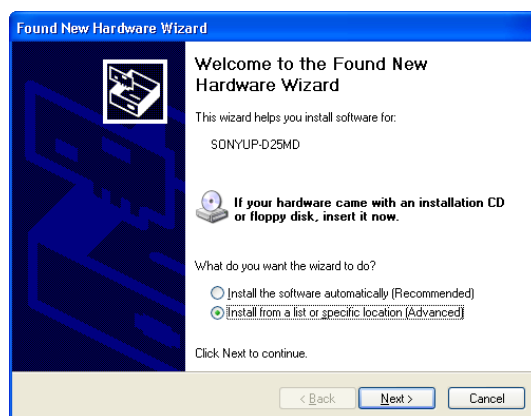 Found New Hardware Wizard
Welcome to the Found New
Hardware Wizard
This wizard helps you install software for:
SONYUP-D25MD
If your hardware came with an installation CD
or floppy disk, insert it now.
What do you want the wizard to do?
Install the software automatically (Recommended)
Install from a list or specific location (Advanced)
Click Next to continue.
< Back
Next >
Cancel